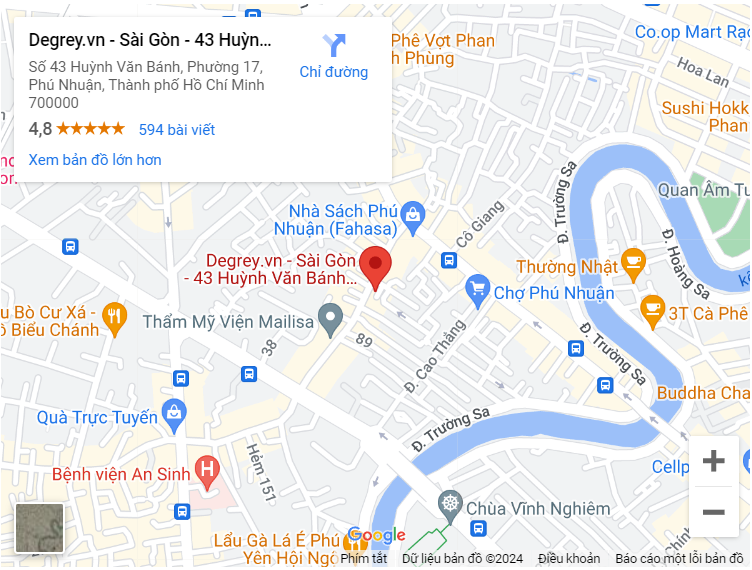 Degrey.vn - Sài Gòn - 43 Huỳn...
Số 43 Huỳnh Văn Bánh, Phường 17,
Phú Nhuận, Thành phố Hồ Chí Minh
700000
Chỉ đường
4,8
594 bài viết
Xem bản đồ lớn hơn
Phê Vợt Phan
h Phùng
Co.op Mart Rạc
Hoa Lan
Sushi Hokk
Phan
Đ. Trường Sa
Quan Âm Tu
Đ. Hoàng Sa
Cô Giang
Nhà Sách Phú
Nhuận (Fahasa)
Degrey.vn - Sài Gòn
- 43 Huỳnh Văn Bánh...
Thường Nhật
Chợ Phú Nhuận
3T Cà Phê
u Bò Cư Xá -
ồ Biểu Chánh
Thẩm Mỹ Viện Mailisa
38
89
Đ. Cao Thắng
Đ. Trường Sa
Buddha Cha
Quà Trực Tuyến
Đ. Trường Sa
Bệnh viện An Sinh
H
Hẻm 151
Cellp
Chùa Vĩnh Nghiêm
Lẩu Gà Lá É Phú
Yên Hội Ngộ
Google
Phím tắt
Dữ liệu bản đồ ©2024
Điều khoản
Báo cáo một lỗi bản đồ